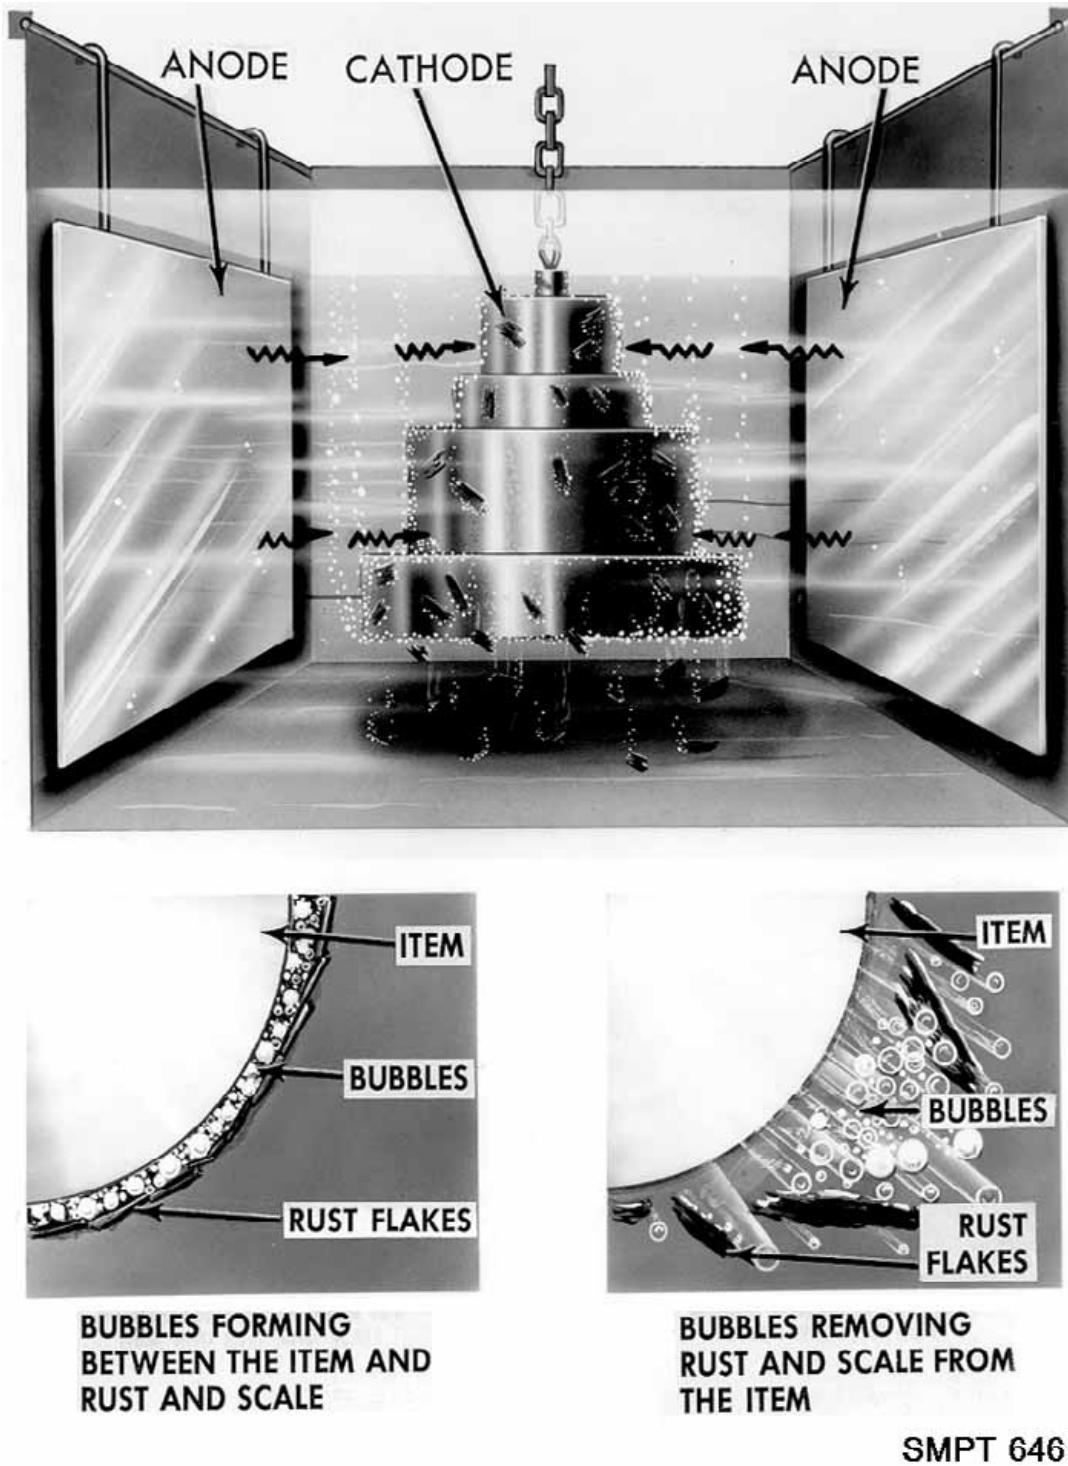 ANODE
CATHODE
ANODE
ITEM
BUBBLES
RUST FLAKES
BUBBLES FORMING
BETWEEN THE ITEM AND
RUST AND SCALE
ITEM
BUBBLES
RUST
FLAKES
BUBBLES REMOVING
RUST AND SCALE FROM
THE ITEM
SMPT 646